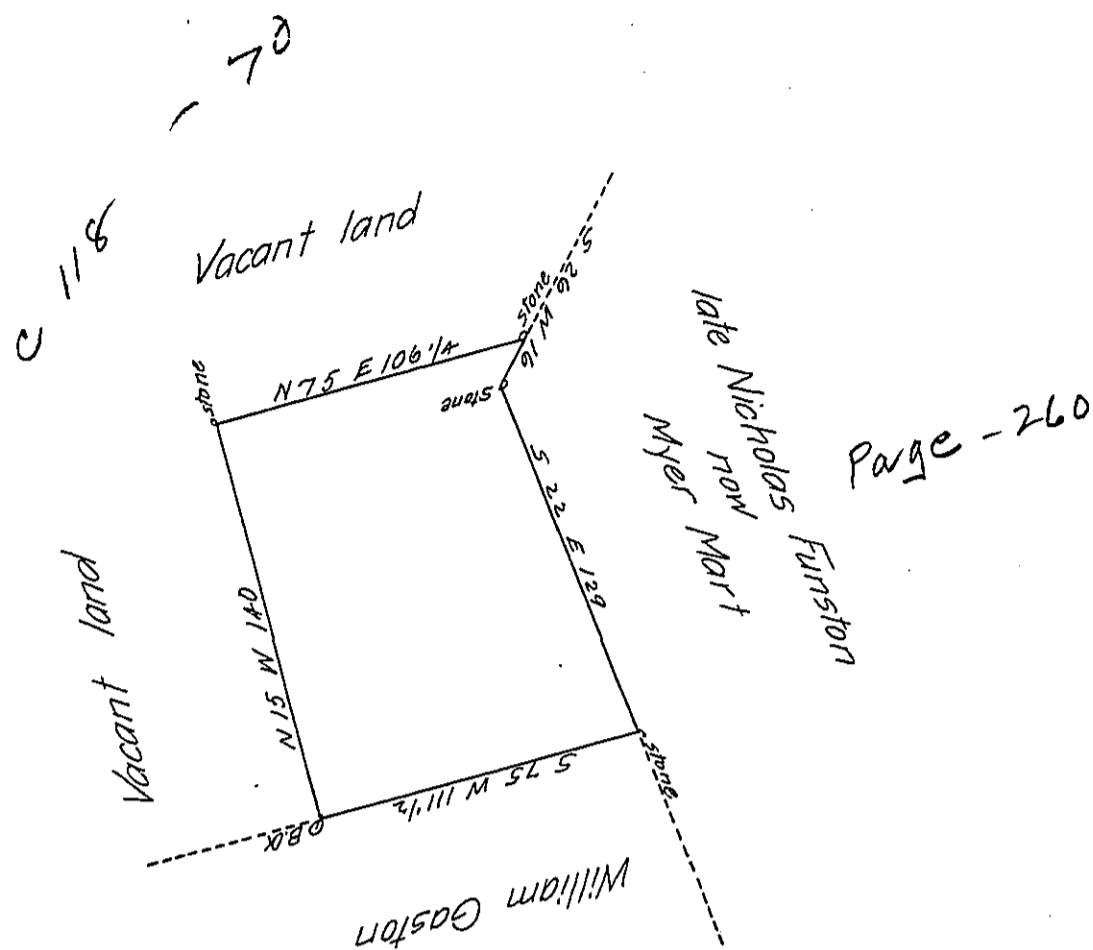 C 118 - 70
Vacant land
stone
N 75 E 106 1/4
stone
S 26 W 16
Stone
late Nicholas Funston
now
Myer Mart
Page - 260
S 22 E 129
Vacant land
N 15 W 140
stone
S 75 W 111 1/2
B.O.
William Gaston